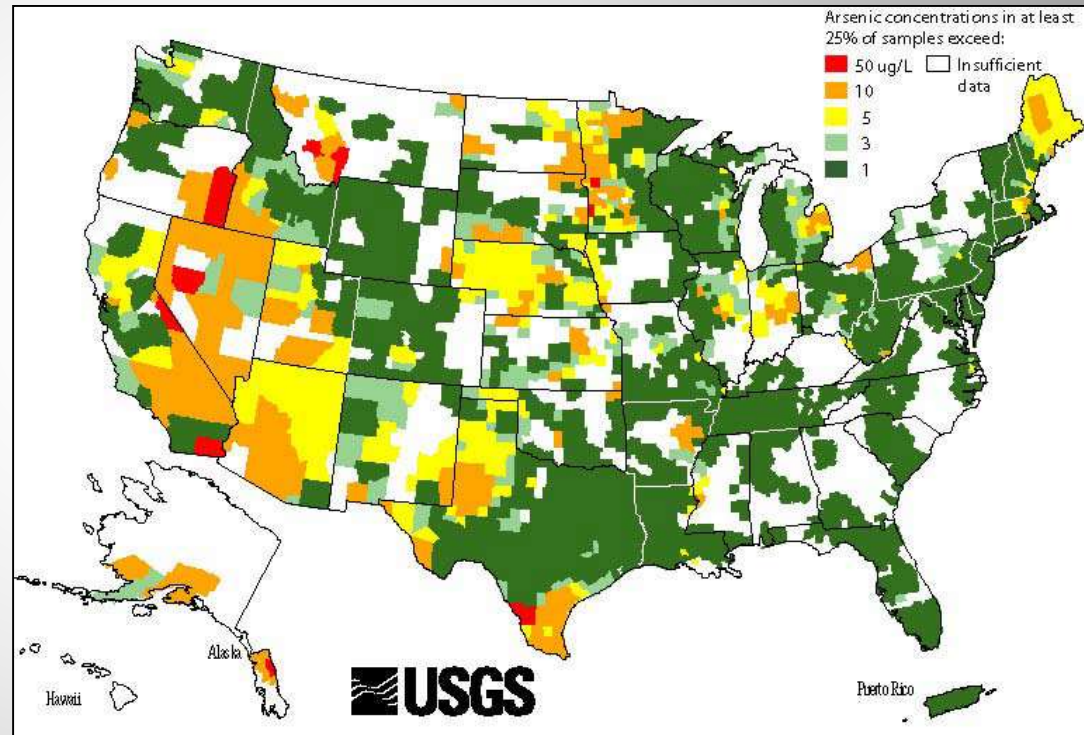 Arsenic concentrations in at least
25% of samples exceed:
50 ug/L Insufficient
data
10
5
3
1
Alaska
Hawaii
USGS
Puerto Rico